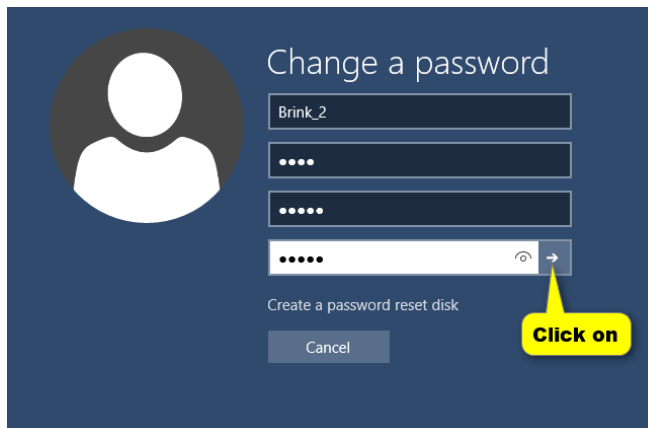 Change a password
Brink_2
••••
•••••
•••••
Create a password reset disk
Click on
Cancel